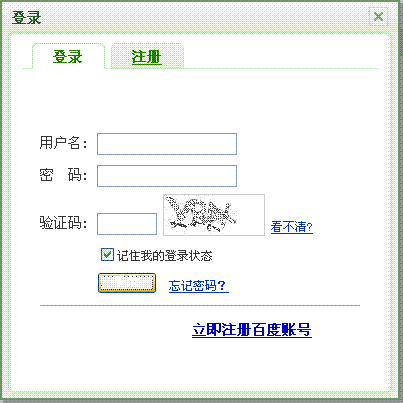 登录
登录 注册
用户名:
密 码:
验证码: 看不清?
记住我的登录状态
忘记密码?
立即注册百度账号